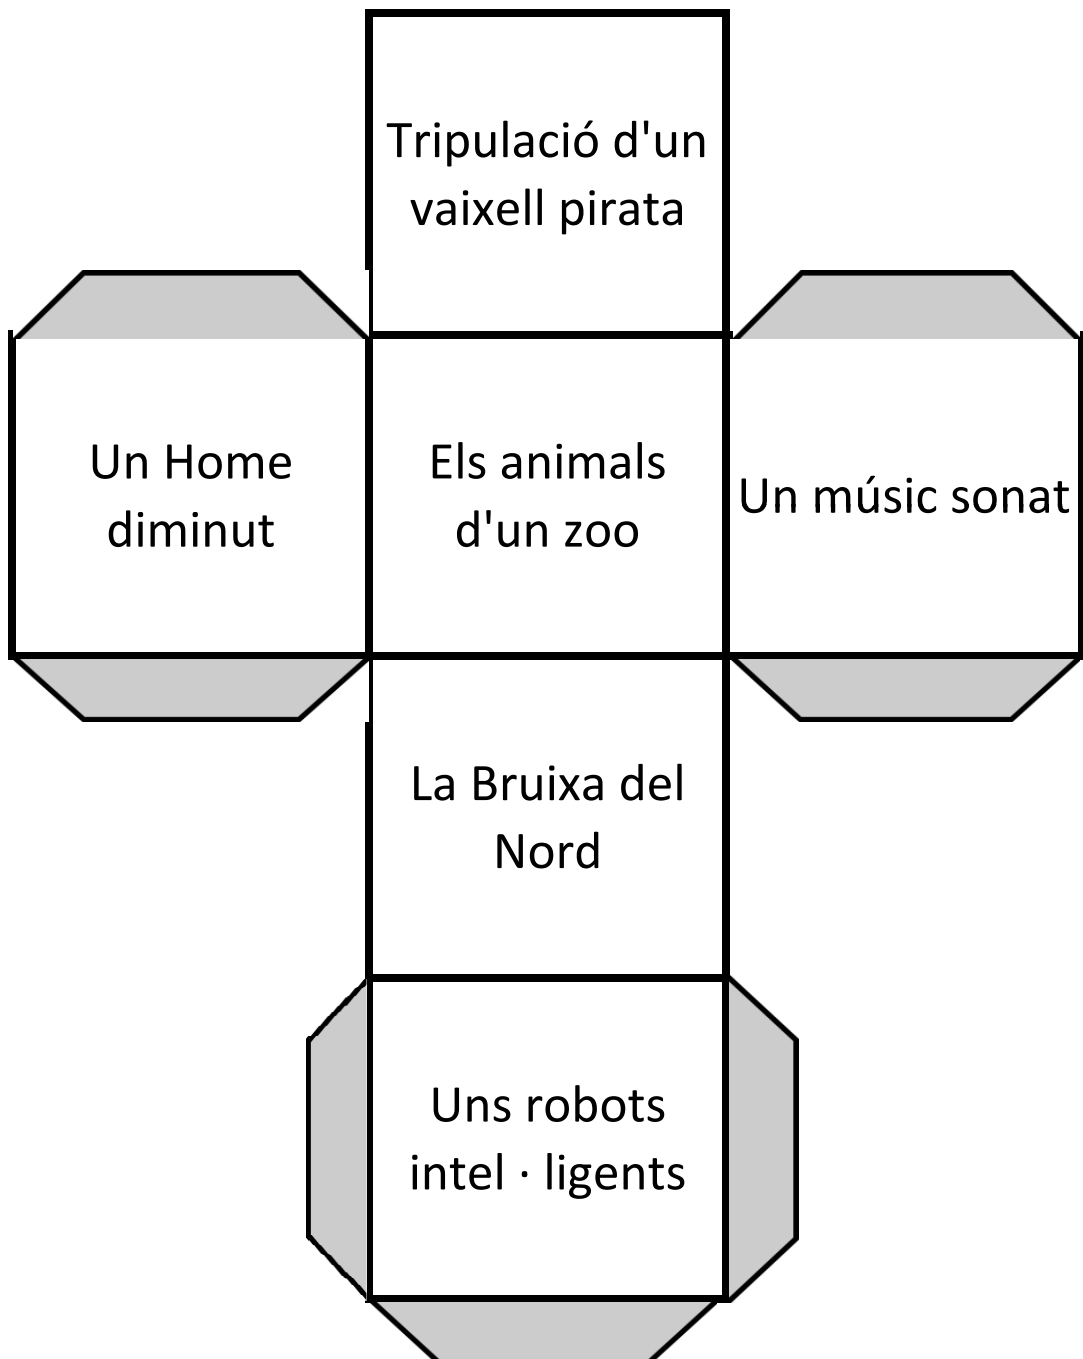 Tripulació d'un
vaixell pirata
Un Home
diminut
Els animals
d'un zoo
Un músic sonat
La Bruixa del
Nord
Uns robots
intel · ligents